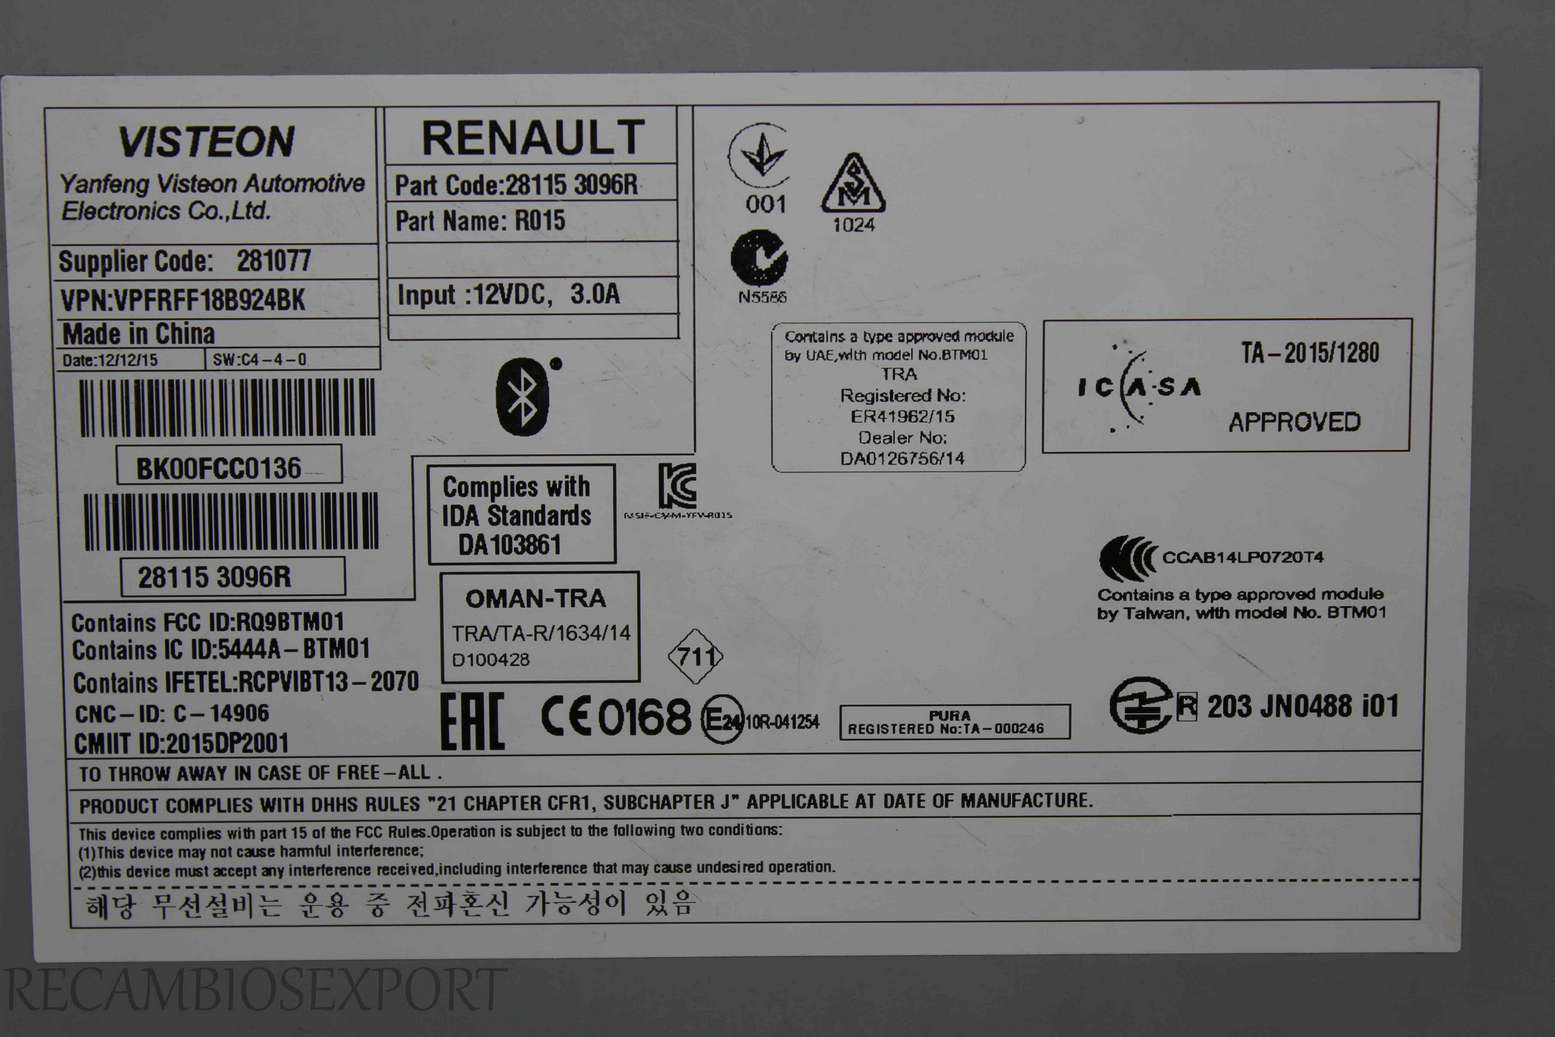 VISTEON
Yanfeng Visteon Automotive
Electronics Co.,Ltd.
Supplier Code: 281077
VPN:VPFRFF18B924BK
Made in China
Date:12/12/15 SW:C4-4-0
BK00FCC0136
28115 3096R
RENAULT
Part Code:28115 3096R
Part Name: R015
Input :12VDC, 3.0A
001
S
M
1024
N5586
Contains a type approved module
by UAE,with model No.BTM01
TRA
Registered No:
ER41962/15
Dealer No:
DA0126756/14
ICASA
TA-2015/1280
APPROVED
Complies with
IDA Standards
DA103861
OMAN-TRA
TRA/TA-R/1634/14
D100428
711
CCAB14LP0720T4
Contains a type approved module
by Taiwan, with model No. BTM01
Contains FCC ID:RQ9BTM01
Contains IC ID:5444A-BTM01
Contains IFETEL:RCPVIBT13-2070
CNC-ID: C-14906
CMIIT ID:2015DP2001
EAC CE0168 E24 10R-041254
PURA
REGISTERED No:TA-000246
R 203 JN0488 i01
TO THROW AWAY IN CASE OF FREE-ALL .
PRODUCT COMPLIES WITH DHHS RULES "21 CHAPTER CFR1, SUBCHAPTER J" APPLICABLE AT DATE OF MANUFACTURE.
This device complies with part 15 of the FCC Rules.Operation is subject to the following two conditions:
(1)This device may not cause harmful interference;
(2)this device must accept any interference received,including interference that may cause undesired operation.
해당 무선설비는 운용 중 전파혼신 가능성이 있음
RECAMBIOSEXPORT